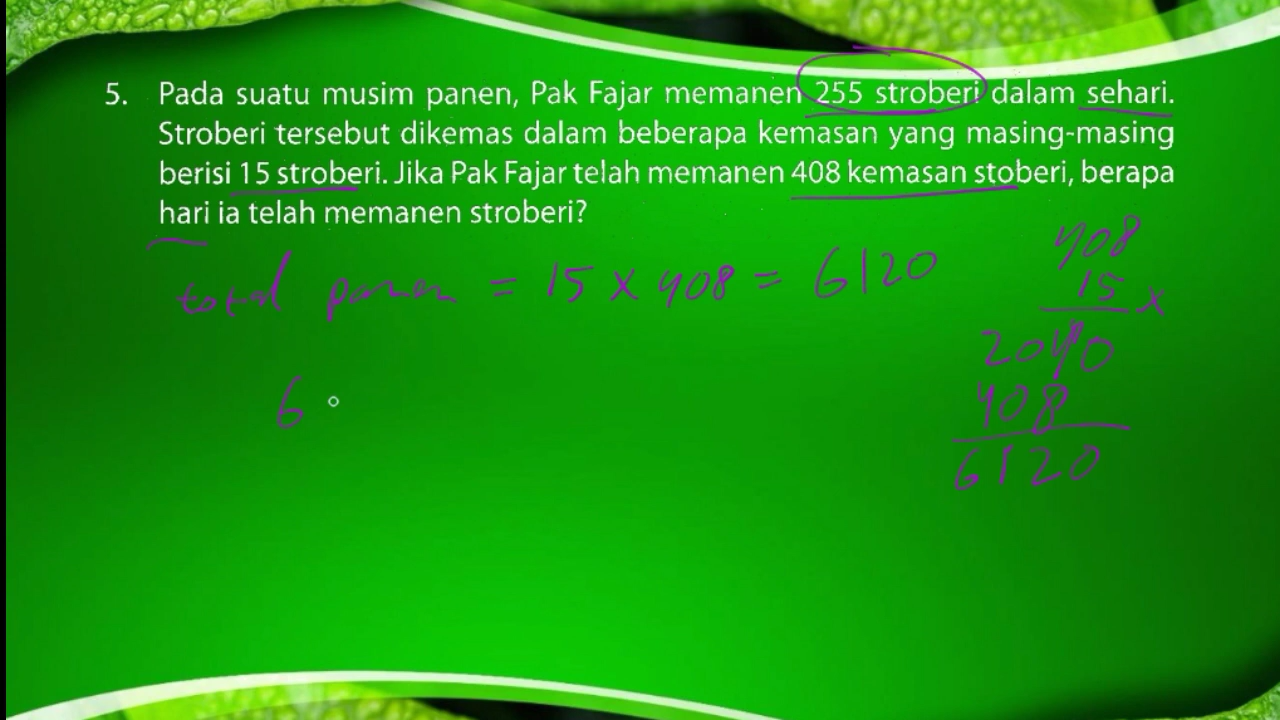 5. Pada suatu musim panen, Pak Fajar memanen 255 stroberi dalam sehari.
Stroberi tersebut dikemas dalam beberapa kemasan yang masing-masing
berisi 15 stroberi. Jika Pak Fajar telah memanen 408 kemasan stoberi, berapa
hari ia telah memanen stroberi?
total panen = 15 x 408 = 6120
408
15 x
2040
408
6120
6